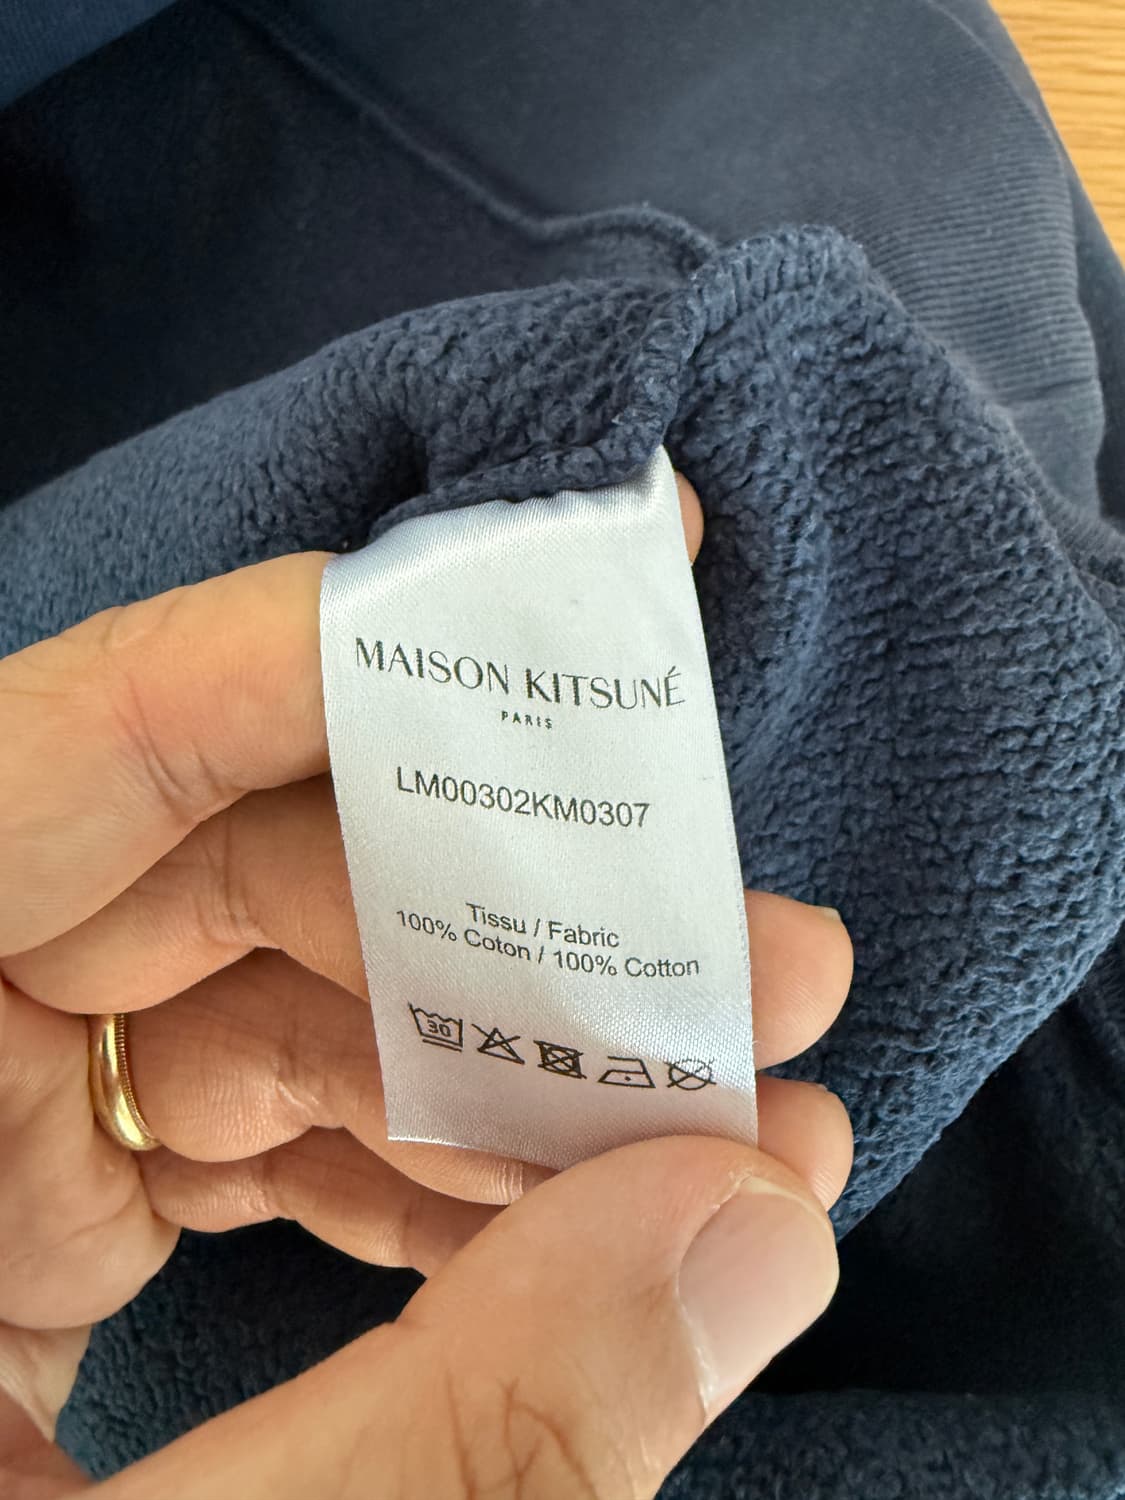 MAISON KITSUNÉ
PARIS
LM00302KM0307
Tissu / Fabric
100% Coton / 100% Cotton
30